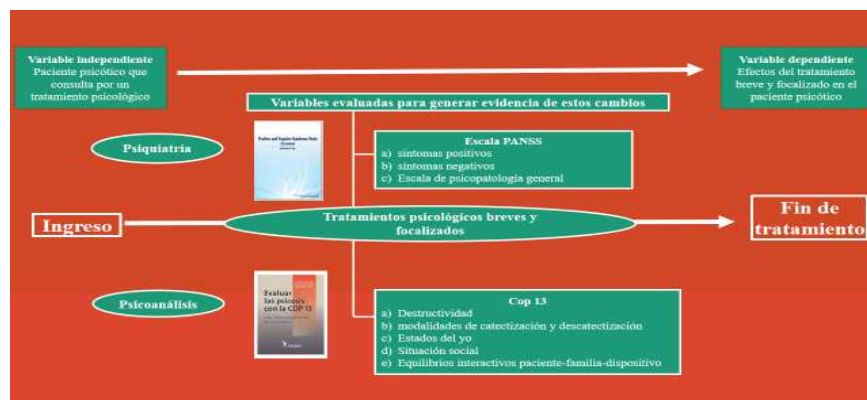 Variable independiente
Paciente psicótico que
consulta por un
tratamiento psicológico
Variable dependiente
Efectos del tratamiento
breve y focalizado en el
paciente psicótico
Variables evaluadas para generar evidencia de estos cambios
Psiquiatría
Escala PANSS
a) síntomas positivos
b) síntomas negativos
c) Escala de psicopatología general
Ingreso
Tratamientos psicológicos breves y
focalizados
Fin de
tratamiento
Psicoanálisis
Evaluar
las psicosis
con la COP 13
Cop 13
a) Destructividad
b) modalidades de catectización y descatectización
c) Estados del yo
d) Situación social
e) Equilibrios interactivos paciente-familia-dispositivo